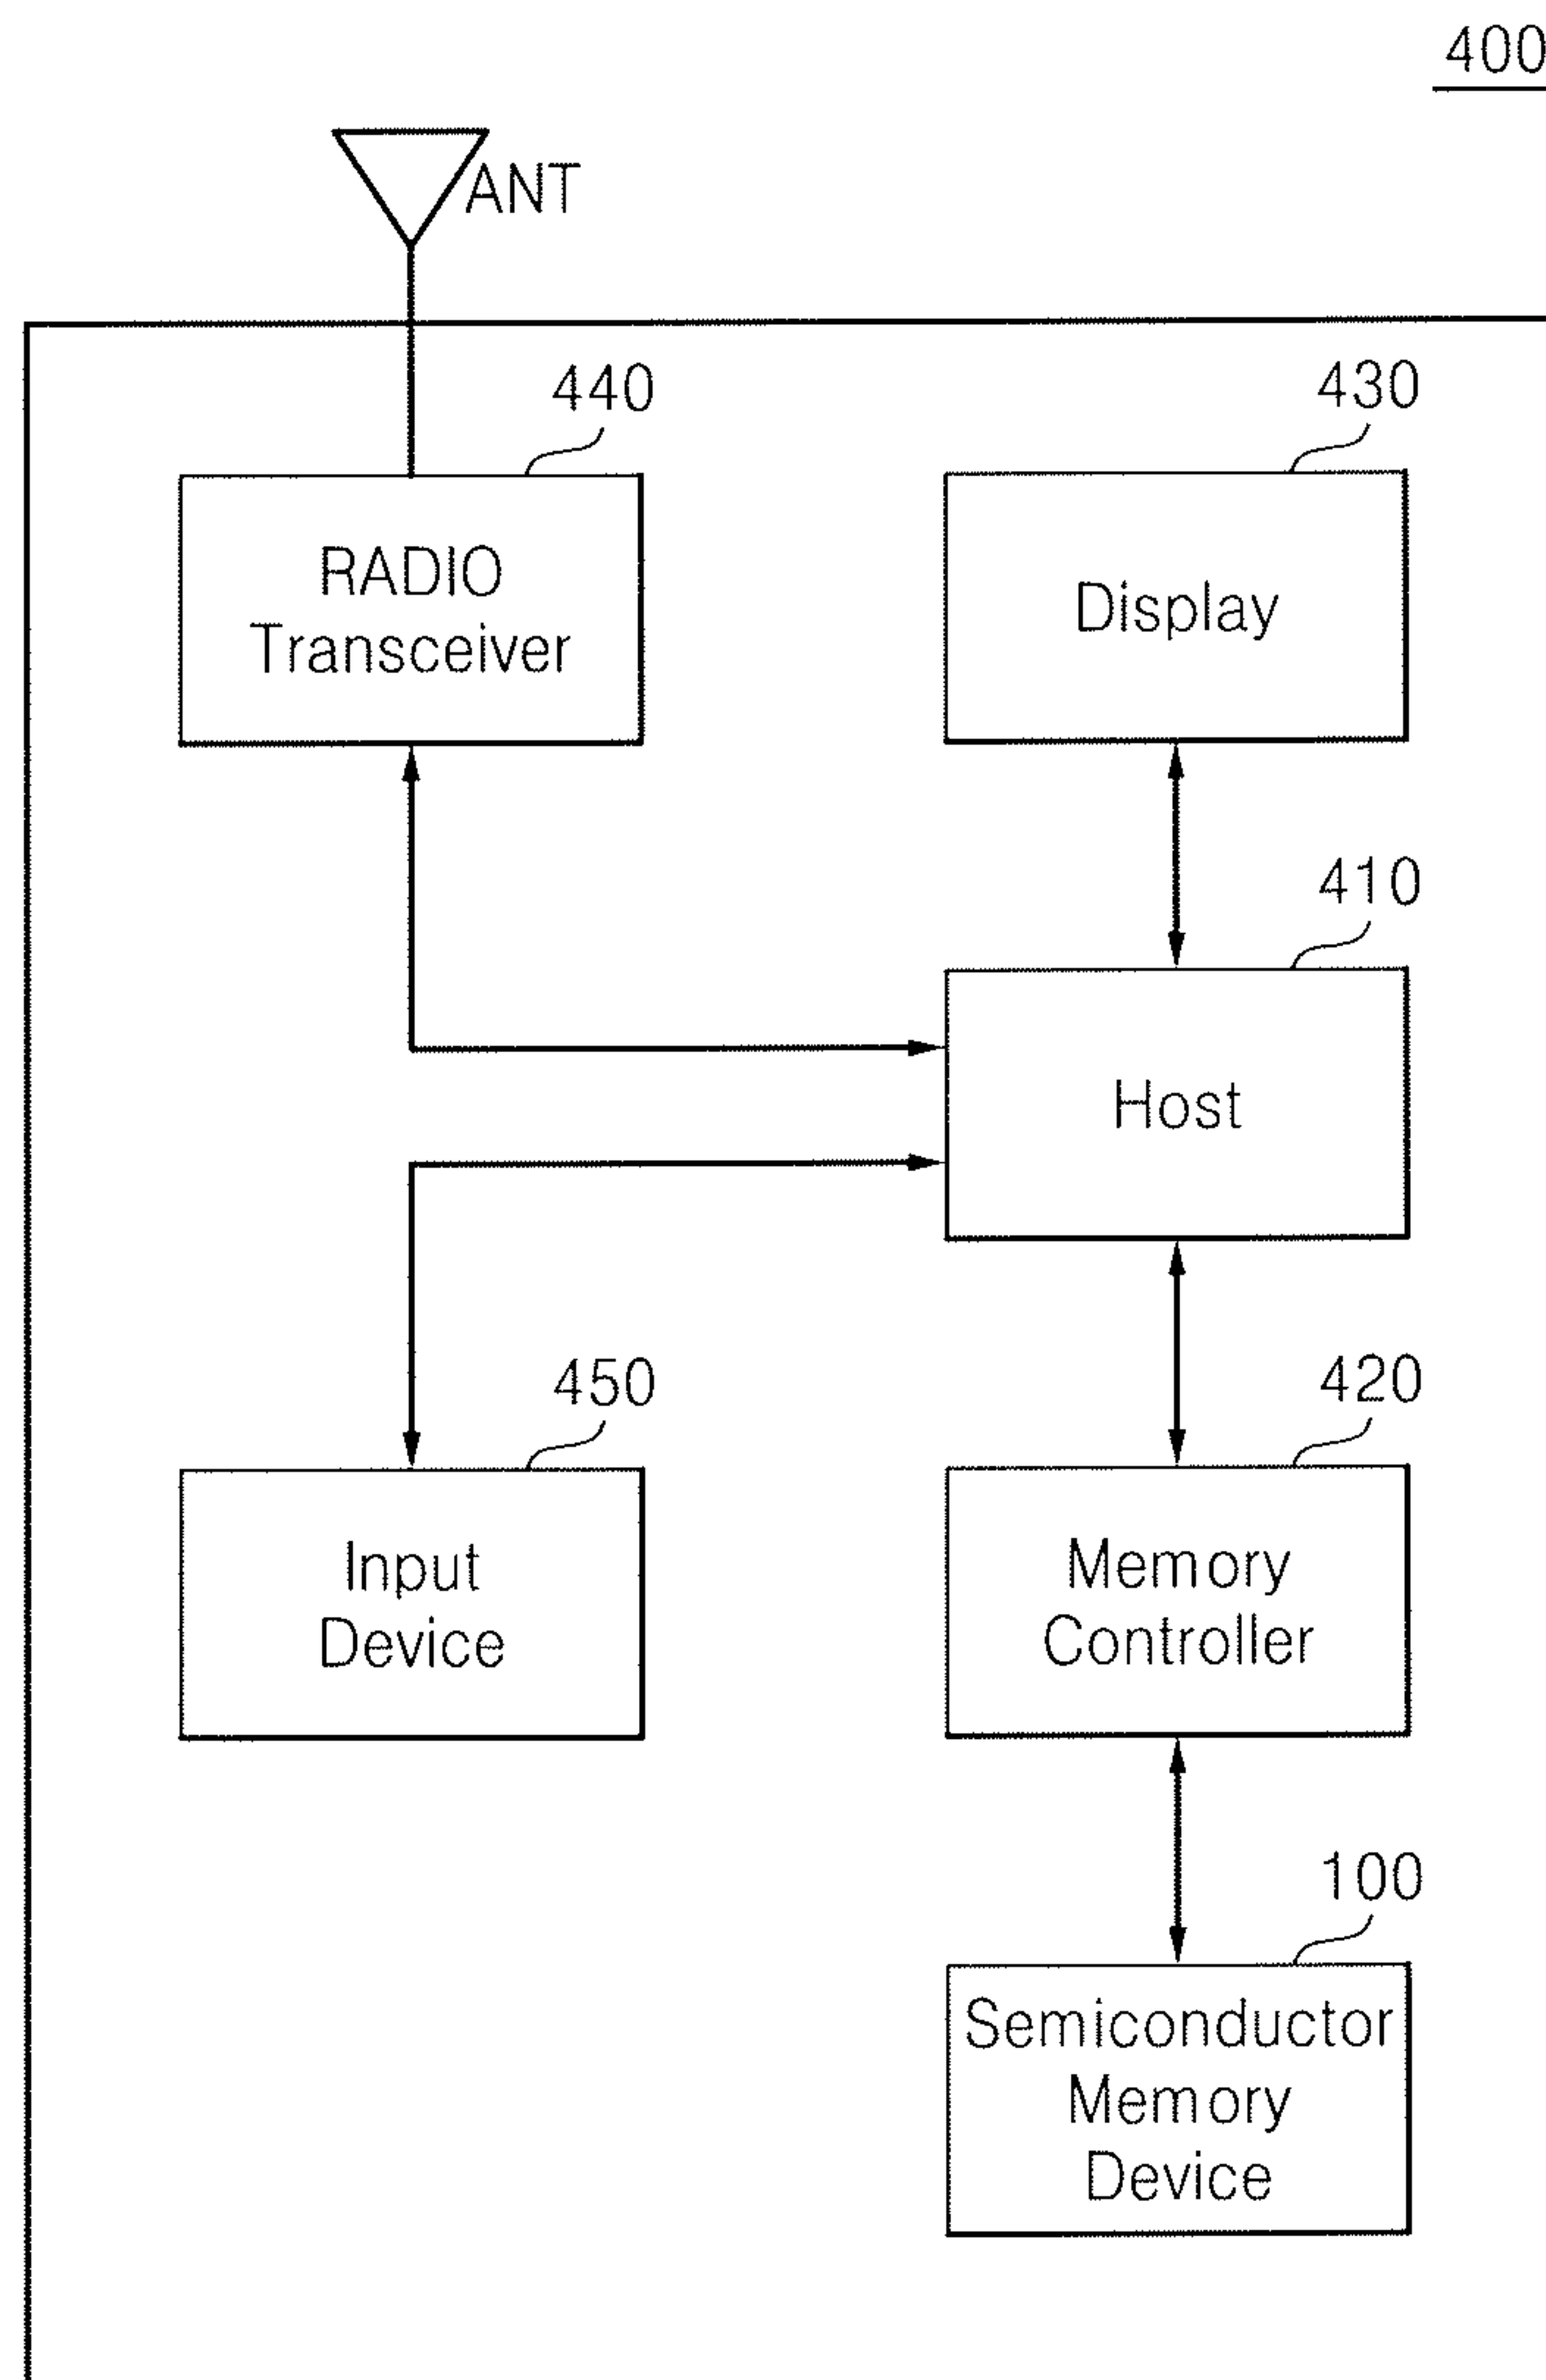 400
ANT
440
430
RADIO
Transceiver
Display
410
Host
450
420
Input
Device
Memory
Controller
100
Semiconductor
Memory
Device